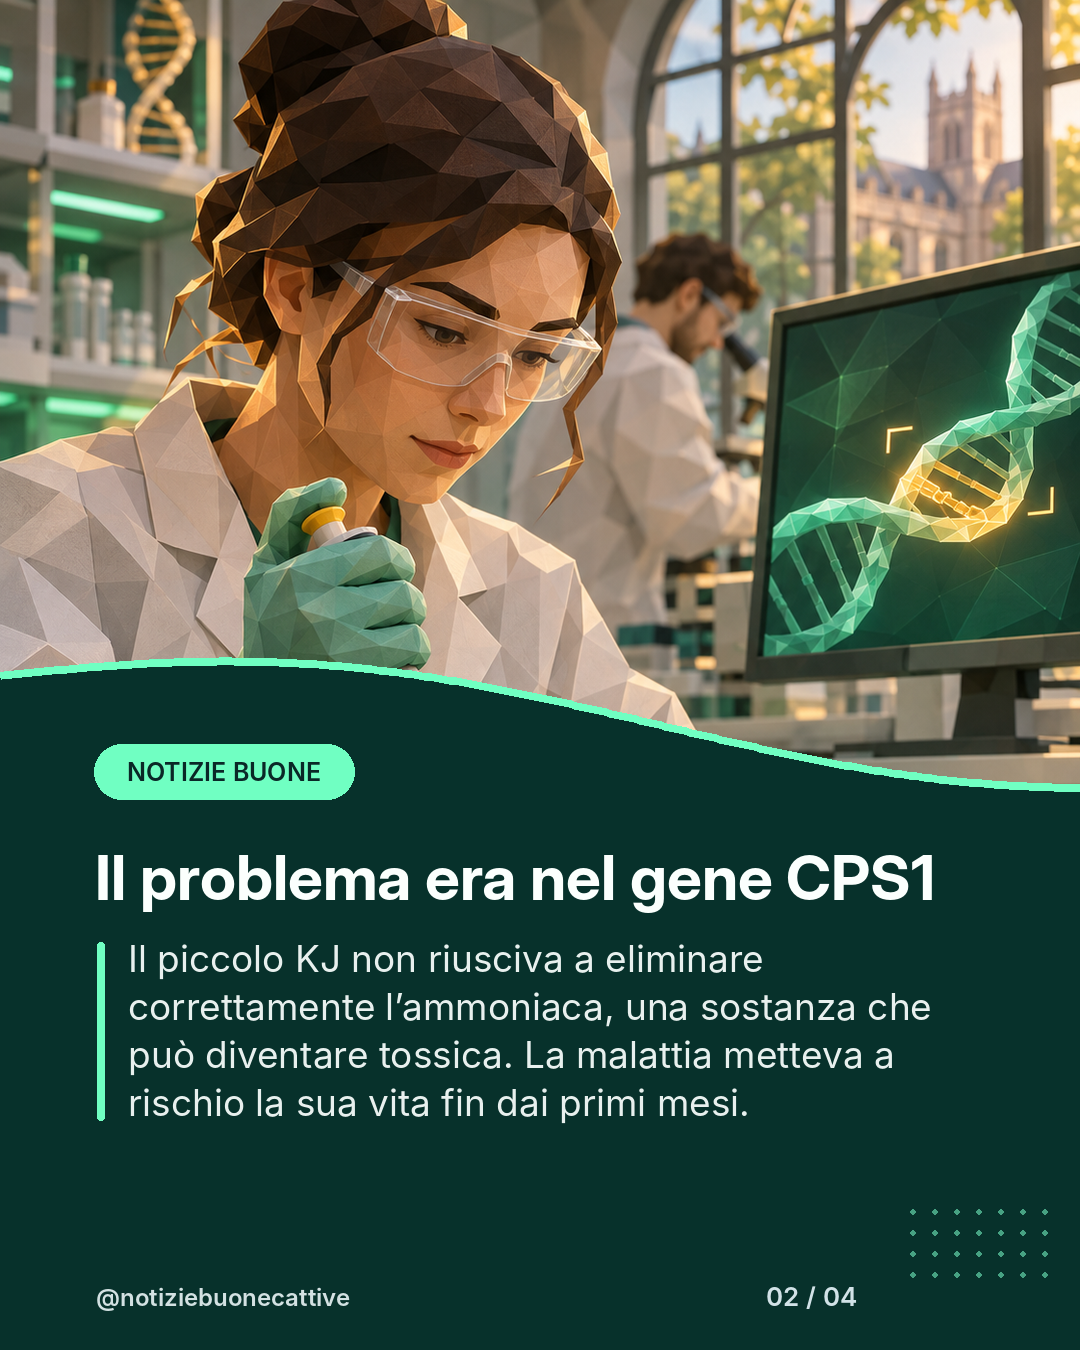 NOTIZIE BUONE
Il problema era nel gene CPS1
Il piccolo KJ non riusciva a eliminare
correttamente l’ammoniaca, una sostanza che
può diventare tossica. La malattia metteva a
rischio la sua vita fin dai primi mesi.
@notiziebuonecattive
02 / 04